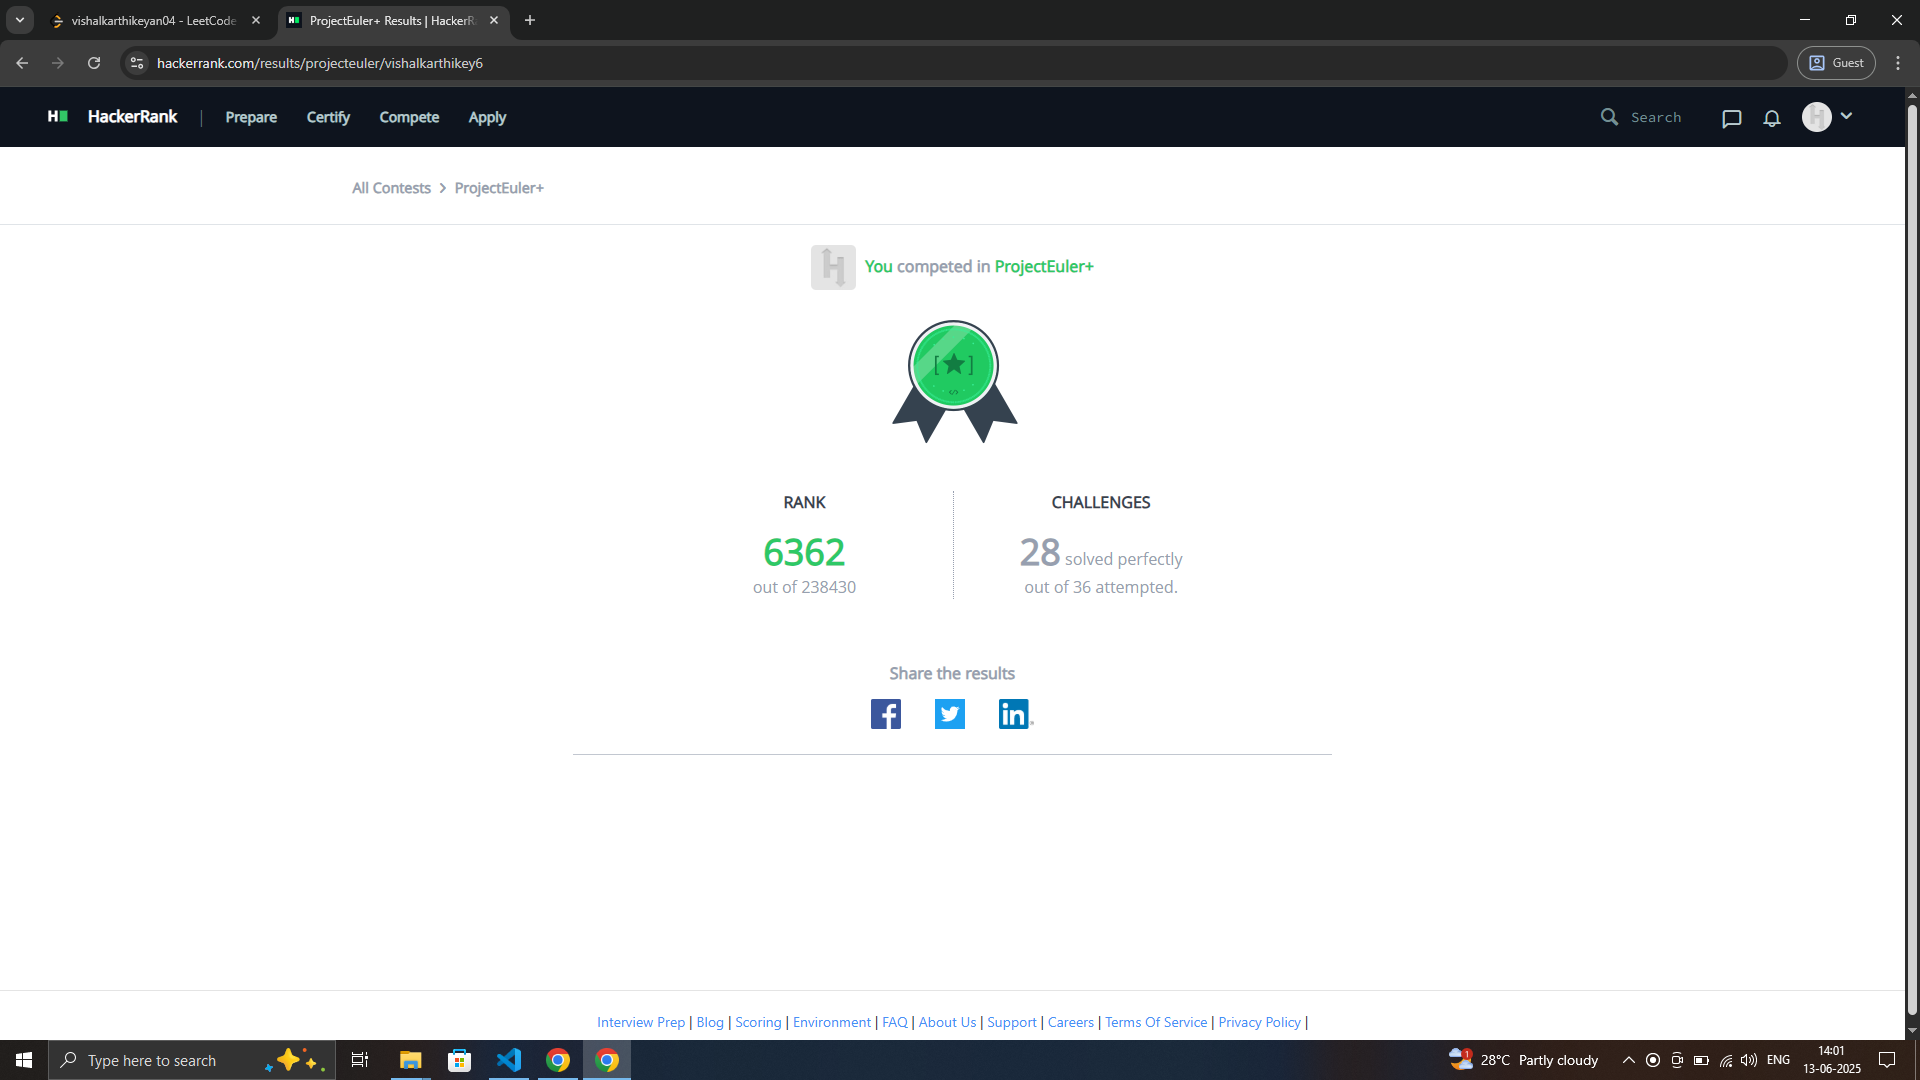 vishalkarthikeyan04 - LeetCode
ProjectEuler+ Results | HackerR
hackerrank.com/results/projecteuler/vishalkarthikey6
Guest
H
HackerRank | Prepare Certify Compete Apply
Search
All Contests > ProjectEuler+
You competed in ProjectEuler+
RANK
6362
out of 238430
CHALLENGES
28 solved perfectly
out of 36 attempted.
Share the results
Interview Prep | Blog | Scoring | Environment | FAQ | About Us | Support | Careers | Terms Of Service | Privacy Policy |
Type here to search
1
28°C Partly cloudy
ENG
14:01
13-06-2025